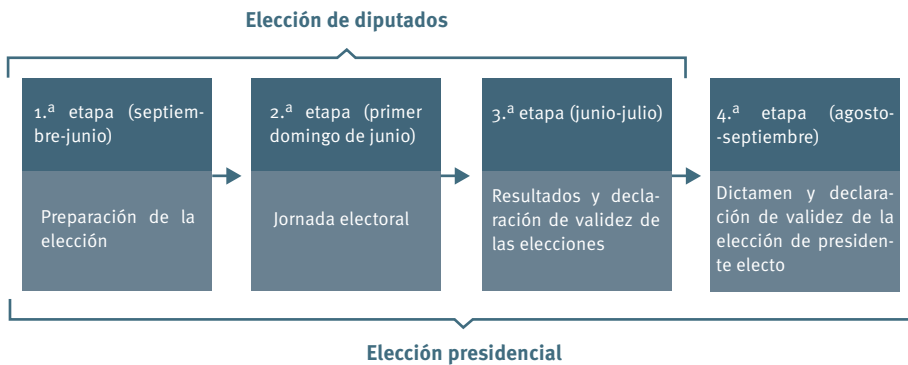 Elección de diputados
1.ª etapa (septiem-
bre-junio)
Preparación de la
elección
2.ª etapa (primer
domingo de junio)
Jornada electoral
3.ª etapa (junio-julio)
Resultados y decla-
ración de validez de
las elecciones
4.ª etapa (agosto-
-septiembre)
Dictamen y declara-
ción de validez de la
elección de presiden-
te electo
Elección presidencial